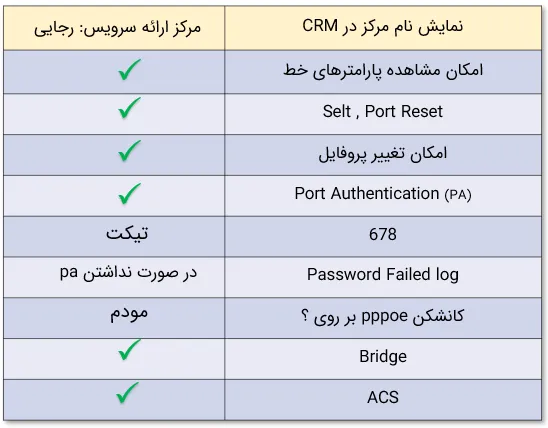 نمایش نام مرکز در CRM
مرکز ارائه سرویس: رجایی
امکان مشاهده پارامترهای خط
✓
Selt , Port Reset
✓
امکان تغییر پروفایل
✓
Port Authentication (PA)
✓
678
تیکت
Password Failed log
در صورت نداشتن pa
کانشکن pppoe بر روی ؟
مودم
Bridge
✓
ACS
✓